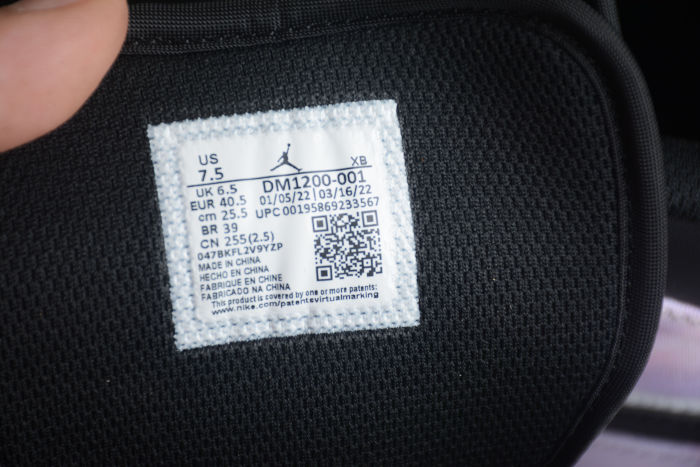 US
7.5
XB
UK 6.5
DM1200-001
EUR 40.5
01/05/22 | 03/16/22
cm 25.5
UPC 00195869233567
BR 39
CN 255(2.5)
047BKFL2V9YZP
MADE IN CHINA
HECHO EN CHINA
FABRIQUE EN CHINE
FABRICADO NA CHINA
This product is covered by one or more patents:
www.nike.com/patentsvirtualmarking